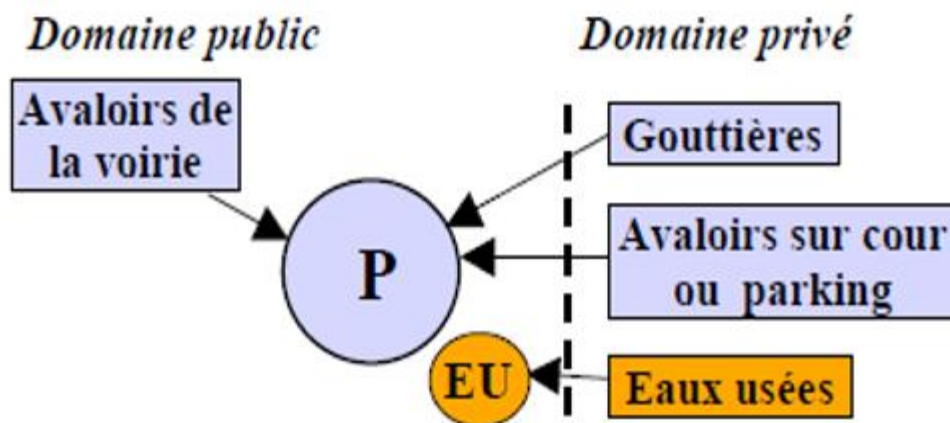 Domaine public
Domaine privé
Avaloirs de
la voirie
Gouttières
P
Avaloirs sur cour
ou parking
EU
Eaux usées